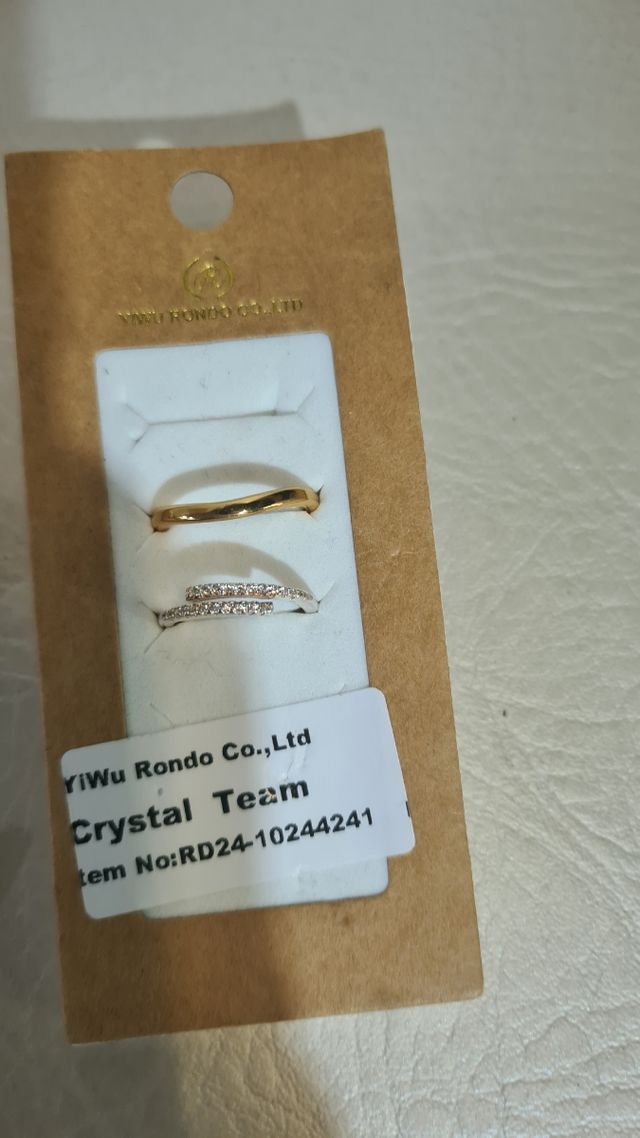 YIWU RONDO CO.,LTD
YiWu Rondo Co.,Ltd
Crystal Team
tem No:RD24-10244241